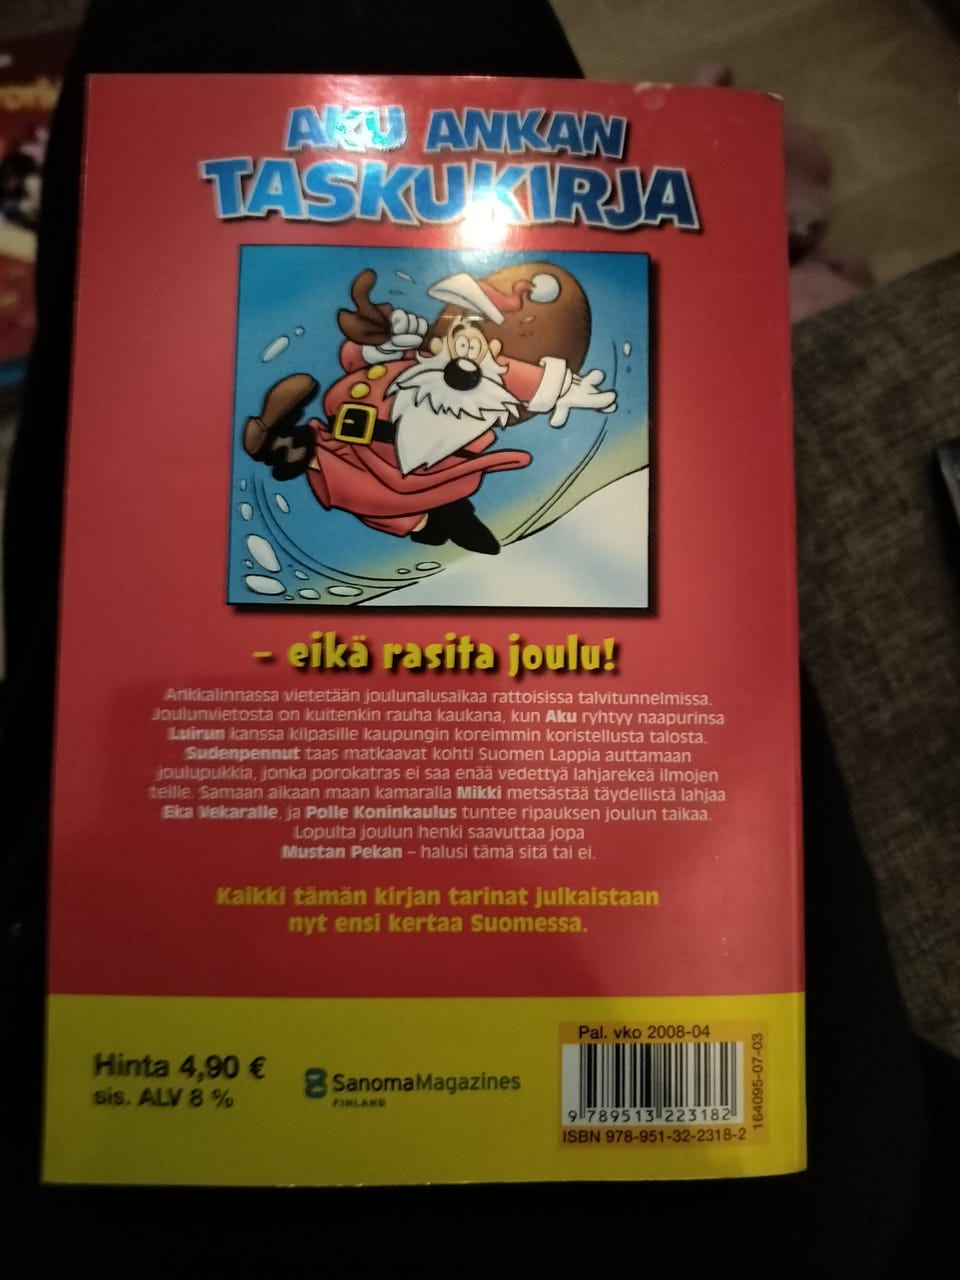 AKU ANKAN
TASKUKIRJA
– eikä rasita joulu!
Ankkalinnassa vietetään joulunalusaikaa rattoisissa talvitunnelmissa.
Joulunvietosta on kuitenkin rauha kaukana, kun Aku ryhtyy naapurinsa
Luirun kanssa kilpasille kaupungin koreimmin koristellusta talosta.
Sudenpennut taas matkaavat kohti Suomen Lappia auttamaan
joulupukkia, jonka porokatras ei saa enää vedettyä lahjarekeä ilmojen
teille. Samaan aikaan maan kamaralla Mikki metsästää täydellistä lahjaa
Eka Vekaralle, ja Polle Koninkaulus tuntee ripauksen joulun taikaa.
Lopulta joulun henki saavuttaa jopa
Mustan Pekan – halusi tämä sitä tai ei.
Kaikki tämän kirjan tarinat julkaistaan
nyt ensi kertaa Suomessa.
Hinta 4,90 €
sis. ALV 8 %
SanomaMagazines
FINLAND
Pal. vko 2008-04
9 789513 223182
ISBN 978-951-32-2318-2
164095-07-03